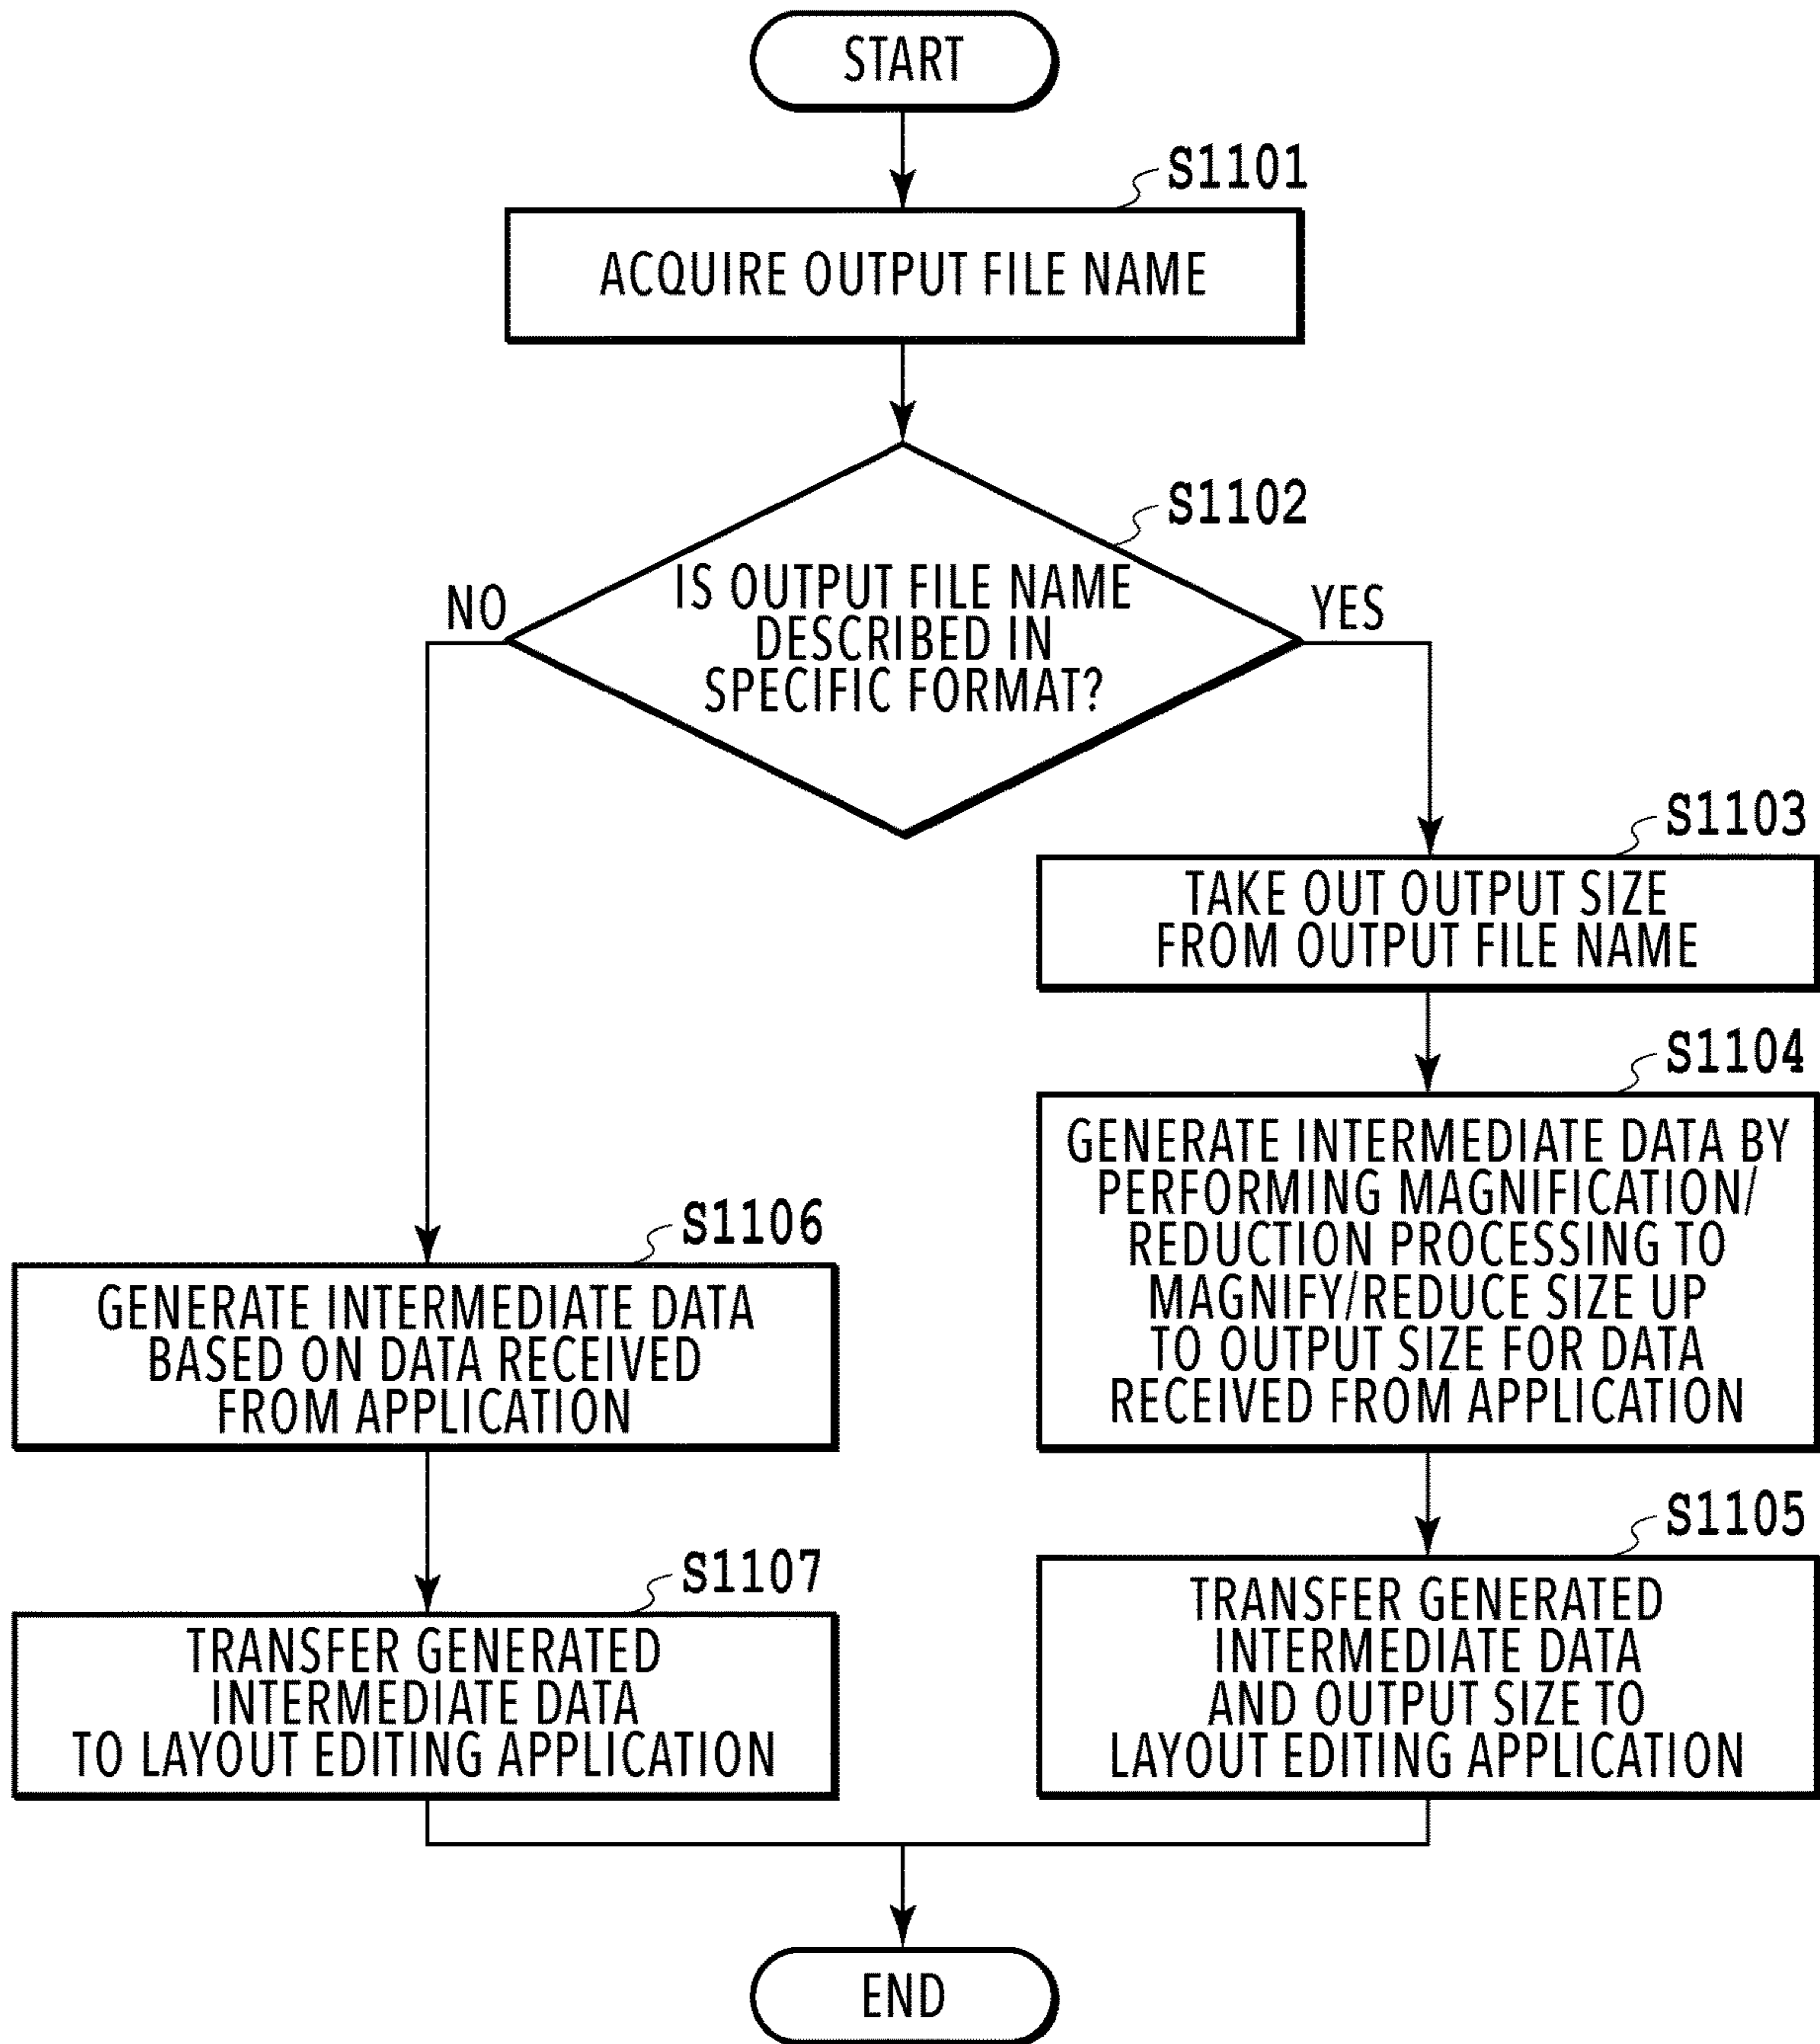 START
S1101
ACQUIRE OUTPUT FILE NAME
S1102
IS OUTPUT FILE NAME
DESCRIBED IN
SPECIFIC FORMAT?
NO
YES
S1103
TAKE OUT OUTPUT SIZE
FROM OUTPUT FILE NAME
S1104
GENERATE INTERMEDIATE DATA BY
PERFORMING MAGNIFICATION/
REDUCTION PROCESSING TO
MAGNIFY/REDUCE SIZE UP
TO OUTPUT SIZE FOR DATA
RECEIVED FROM APPLICATION
S1105
TRANSFER GENERATED
INTERMEDIATE DATA
AND OUTPUT SIZE TO
LAYOUT EDITING APPLICATION
S1106
GENERATE INTERMEDIATE DATA
BASED ON DATA RECEIVED
FROM APPLICATION
S1107
TRANSFER GENERATED
INTERMEDIATE DATA
TO LAYOUT EDITING APPLICATION
END